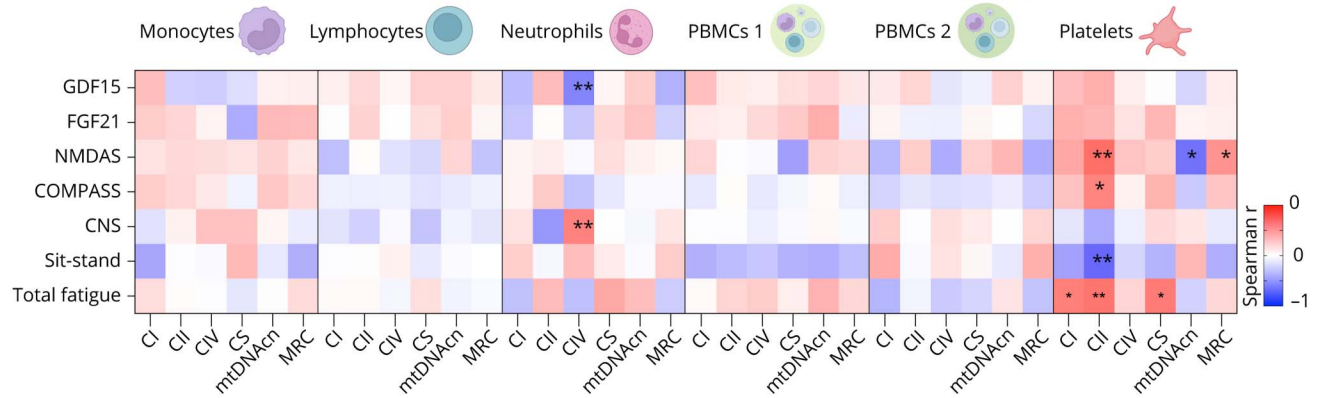 Monocytes Lymphocytes Neutrophils PBMCs 1 PBMCs 2 Platelets
GDF15 **
FGF21
NMDAS ** * *
COMPASS *
CNS **
Sit-stand **
Total fatigue * ** *
CI CII CIV CS mtDNAcn MRC CI CII CIV CS mtDNAcn MRC CI CII CIV CS mtDNAcn MRC CI CII CIV CS mtDNAcn MRC CI CII CIV CS mtDNAcn MRC CI CII CIV CS mtDNAcn MRC
Spearman r
0
0
−1